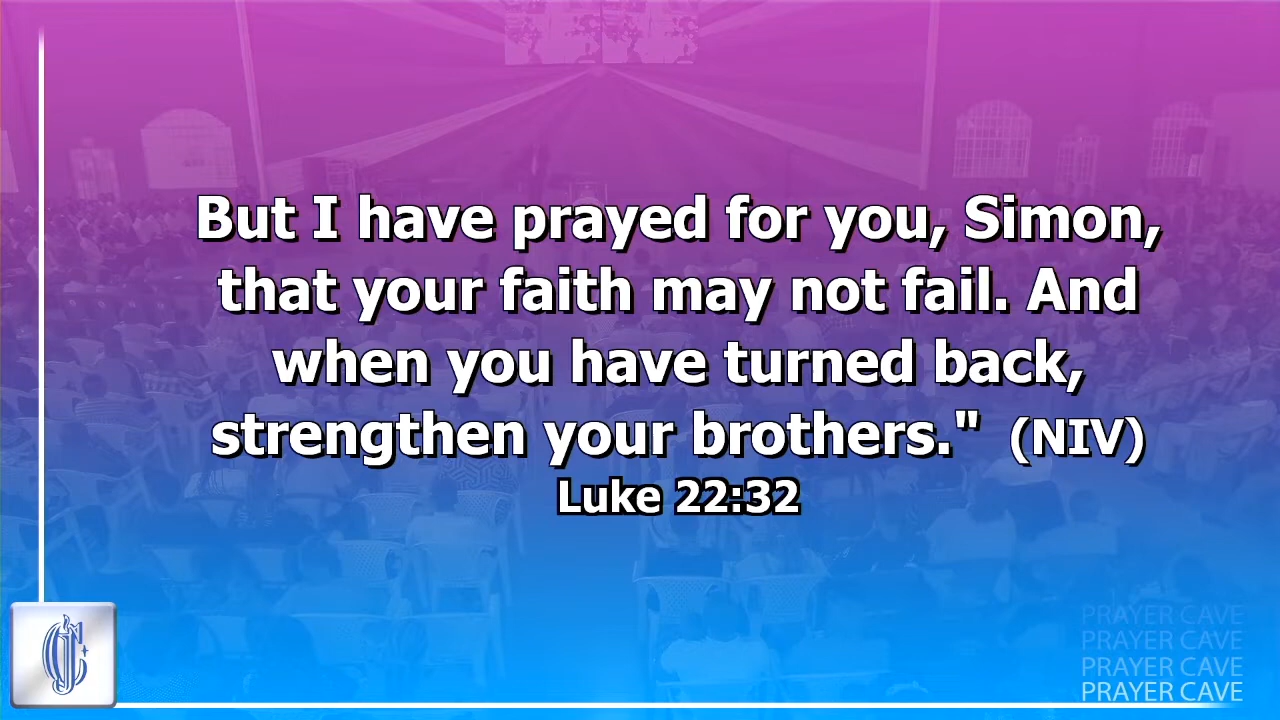 But I have prayed for you, Simon,
that your faith may not fail. And
when you have turned back,
strengthen your brothers." (NIV)
Luke 22:32
PRAYER CAVE
PRAYER CAVE
PRAYER CAVE
PRAYER CAVE